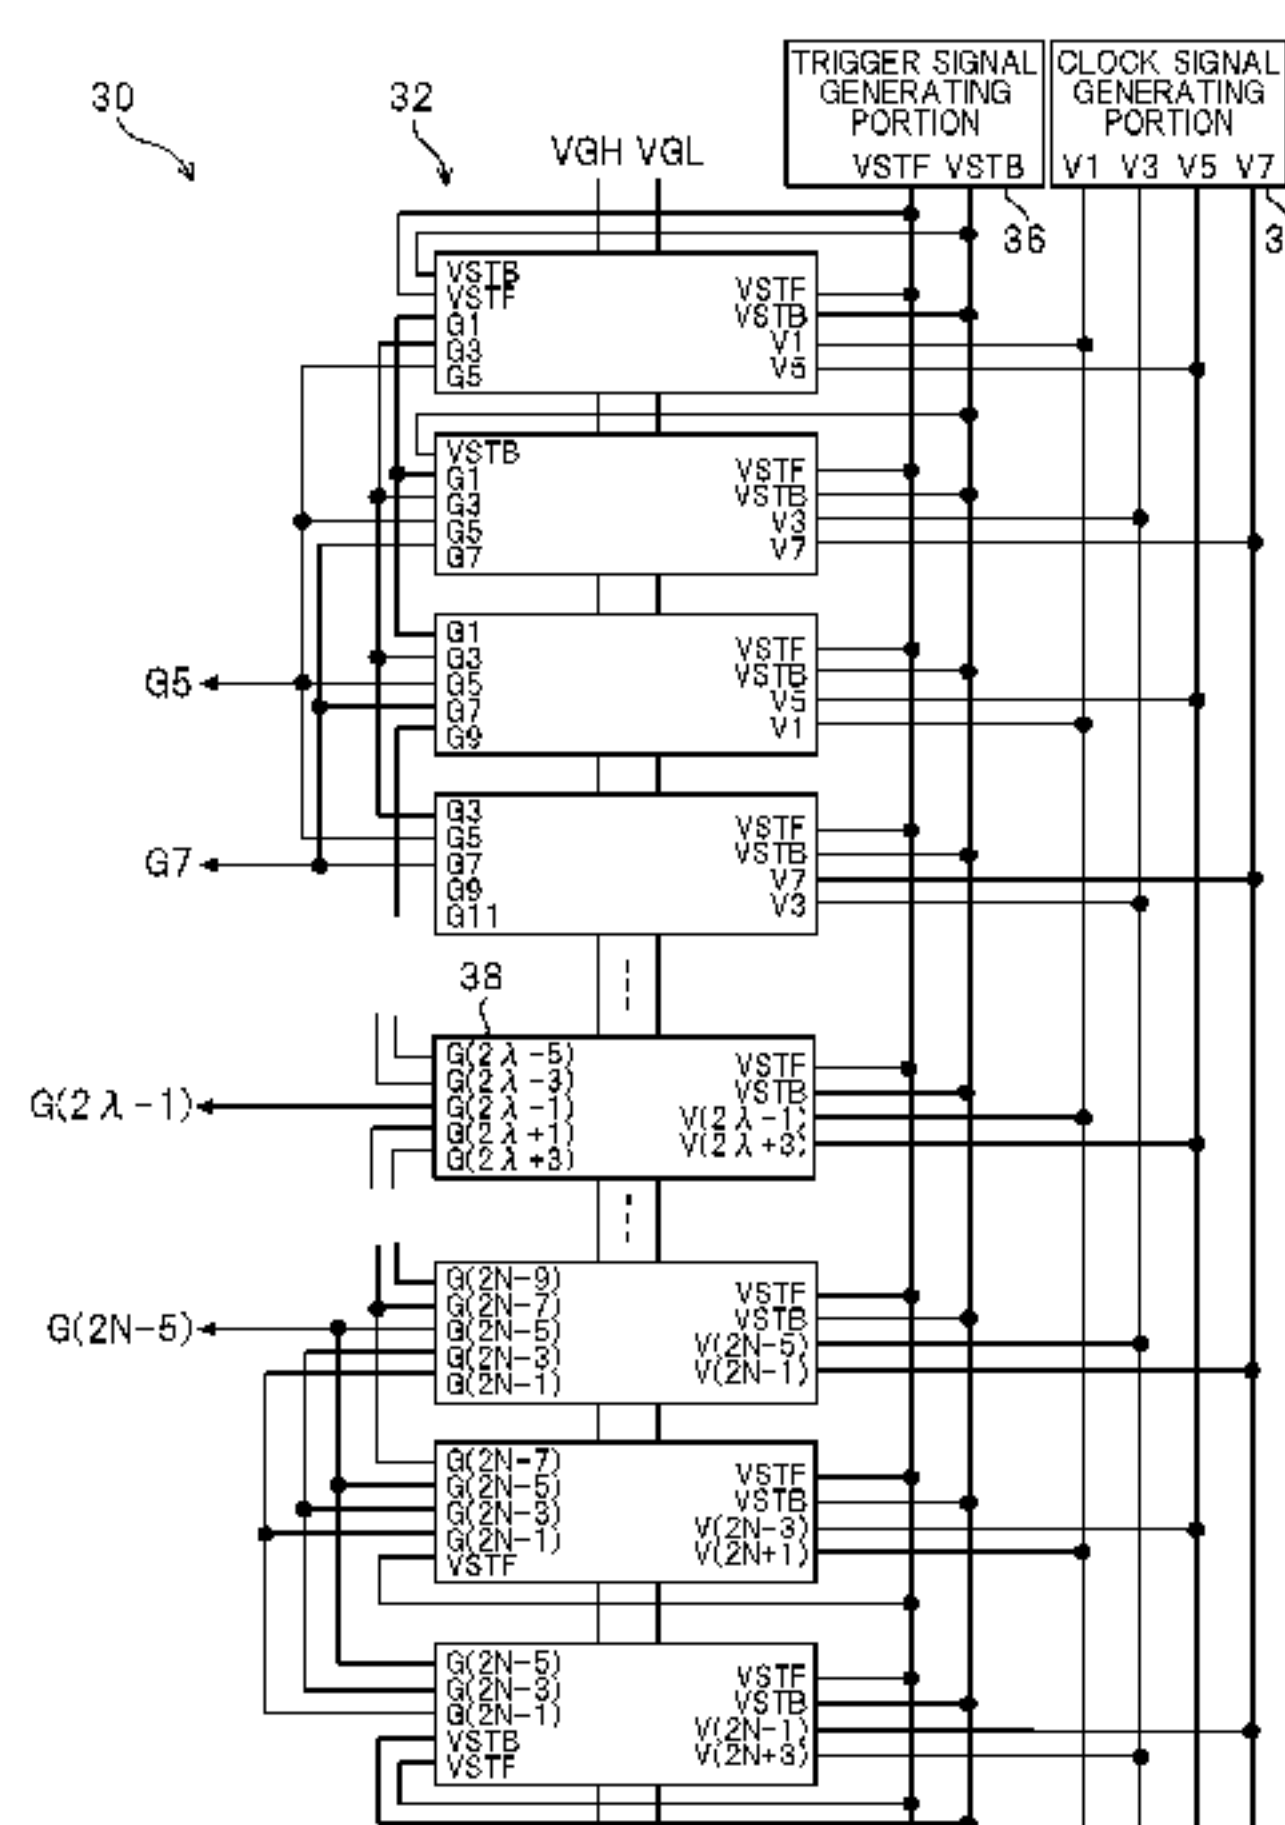 30
32
VGH VGL
TRIGGER SIGNAL
GENERATING
PORTION
VSTF VSTB
CLOCK SIGNAL
GENERATING
PORTION
V1 V3 V5 V7
36
3
VSTB
VSTF
G1
G3
G5
VSTF
VSTB
V1
V5
VSTB
G1
G3
G5
G7
VSTF
VSTB
V3
V7
G5
G1
G3
G5
G7
G9
VSTF
VSTB
V5
V1
G7
G3
G5
G7
G9
G11
VSTF
VSTB
V7
V3
38
G(2λ-1)
G(2λ-5)
G(2λ-3)
G(2λ-1)
G(2λ+1)
G(2λ+3)
VSTF
VSTB
V(2λ-1)
V(2λ+3)
G(2N-5)
G(2N-9)
G(2N-7)
G(2N-5)
G(2N-3)
G(2N-1)
VSTF
VSTB
V(2N-5)
V(2N-1)
G(2N-7)
G(2N-5)
G(2N-3)
G(2N-1)
VSTF
VSTF
VSTB
V(2N-3)
V(2N+1)
G(2N-5)
G(2N-3)
G(2N-1)
VSTB
VSTF
VSTF
VSTB
V(2N-1)
V(2N+3)